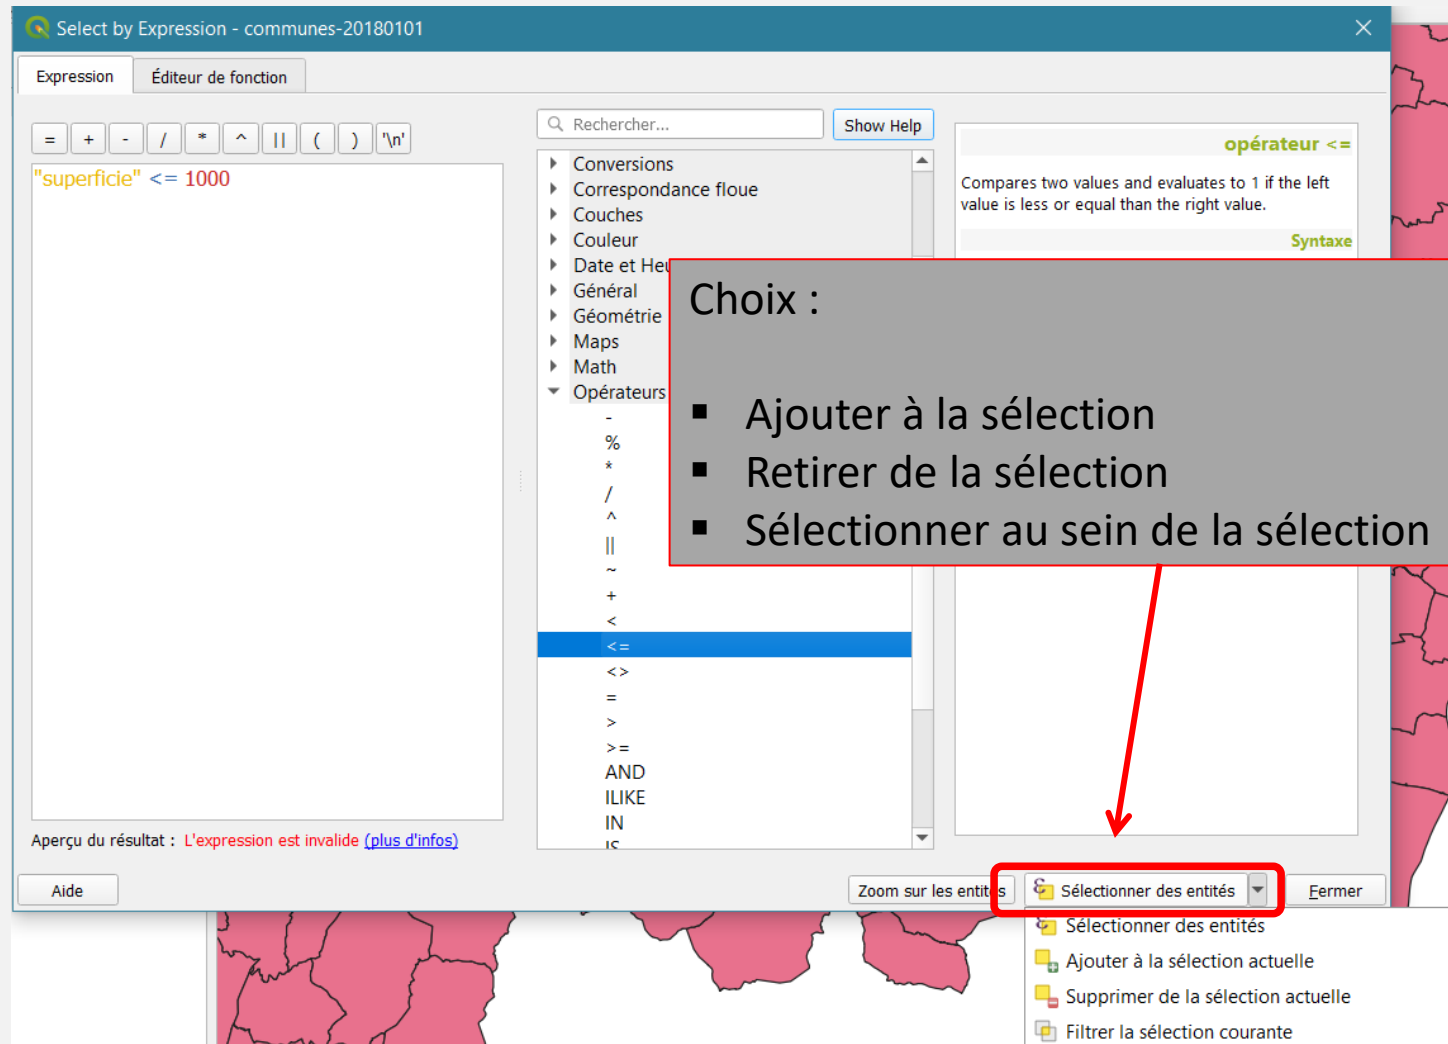 Select by Expression - communes-20180101
Expression
Éditeur de fonction
= + - / * ^ || ( ) '\n'
"superficie" <= 1000
Aperçu du résultat : L'expression est invalide (plus d'infos)
Rechercher...
Show Help
Conversions
Correspondance floue
Couches
Couleur
Date et Heu
Général
Géométrie
Maps
Math
Opérateurs
-
%
*
/
^
||
~
+
<
<=
<>
=
>
>=
AND
ILIKE
IN
IS
opérateur <=
Compares two values and evaluates to 1 if the left
value is less or equal than the right value.
Syntaxe
Choix :
▪ Ajouter à la sélection
▪ Retirer de la sélection
▪ Sélectionner au sein de la sélection
Aide
Zoom sur les entités
Sélectionner des entités
Fermer
Sélectionner des entités
Ajouter à la sélection actuelle
Supprimer de la sélection actuelle
Filtrer la sélection courante